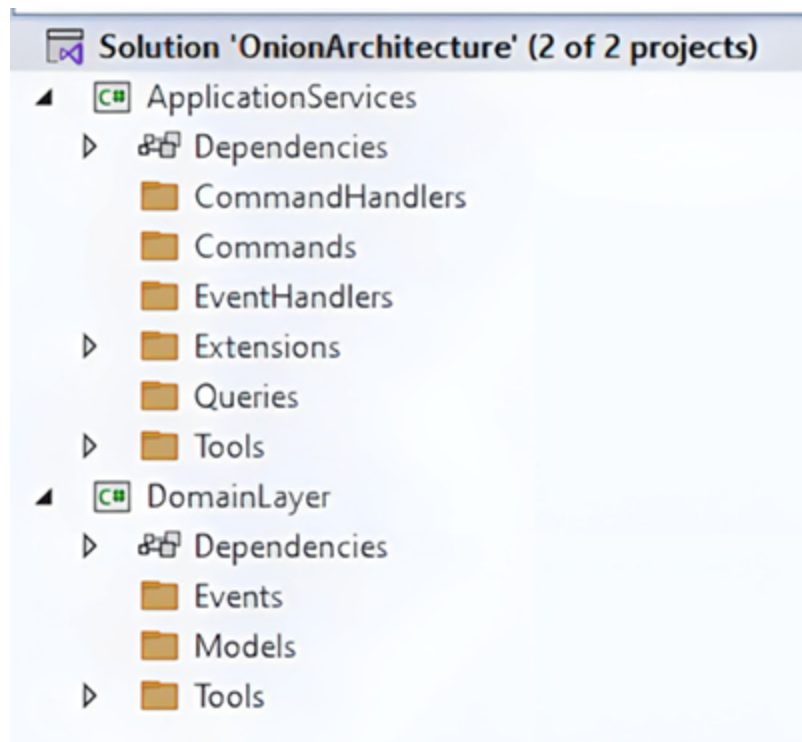 Solution 'OnionArchitecture' (2 of 2 projects)
C# ApplicationServices
Dependencies
CommandHandlers
Commands
EventHandlers
Extensions
Queries
Tools
C# DomainLayer
Dependencies
Events
Models
Tools